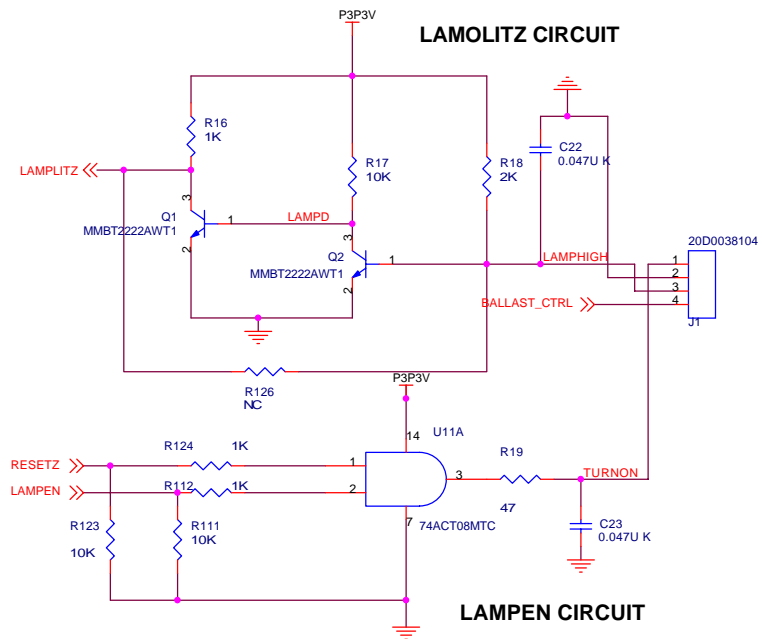 P3P3V
LAMOLITZ CIRCUIT
R16
1K
R17
10K
R18
2K
C22
0.047U K
LAMPLITZ
3
Q1
1
LAMPD
MMBT2222AWT1
2
3
Q2
1
MMBT2222AWT1
2
LAMPHIGH
20D0038104
1
2
3
4
J1
BALLAST_CTRL
R126
NC
P3P3V
14
U11A
R124
1K
RESETZ
1
R19
3
TURNON
LAMPEN
R112
1K
2
47
7
74ACT08MTC
R123
10K
R111
10K
C23
0.047U K
LAMPEN CIRCUIT